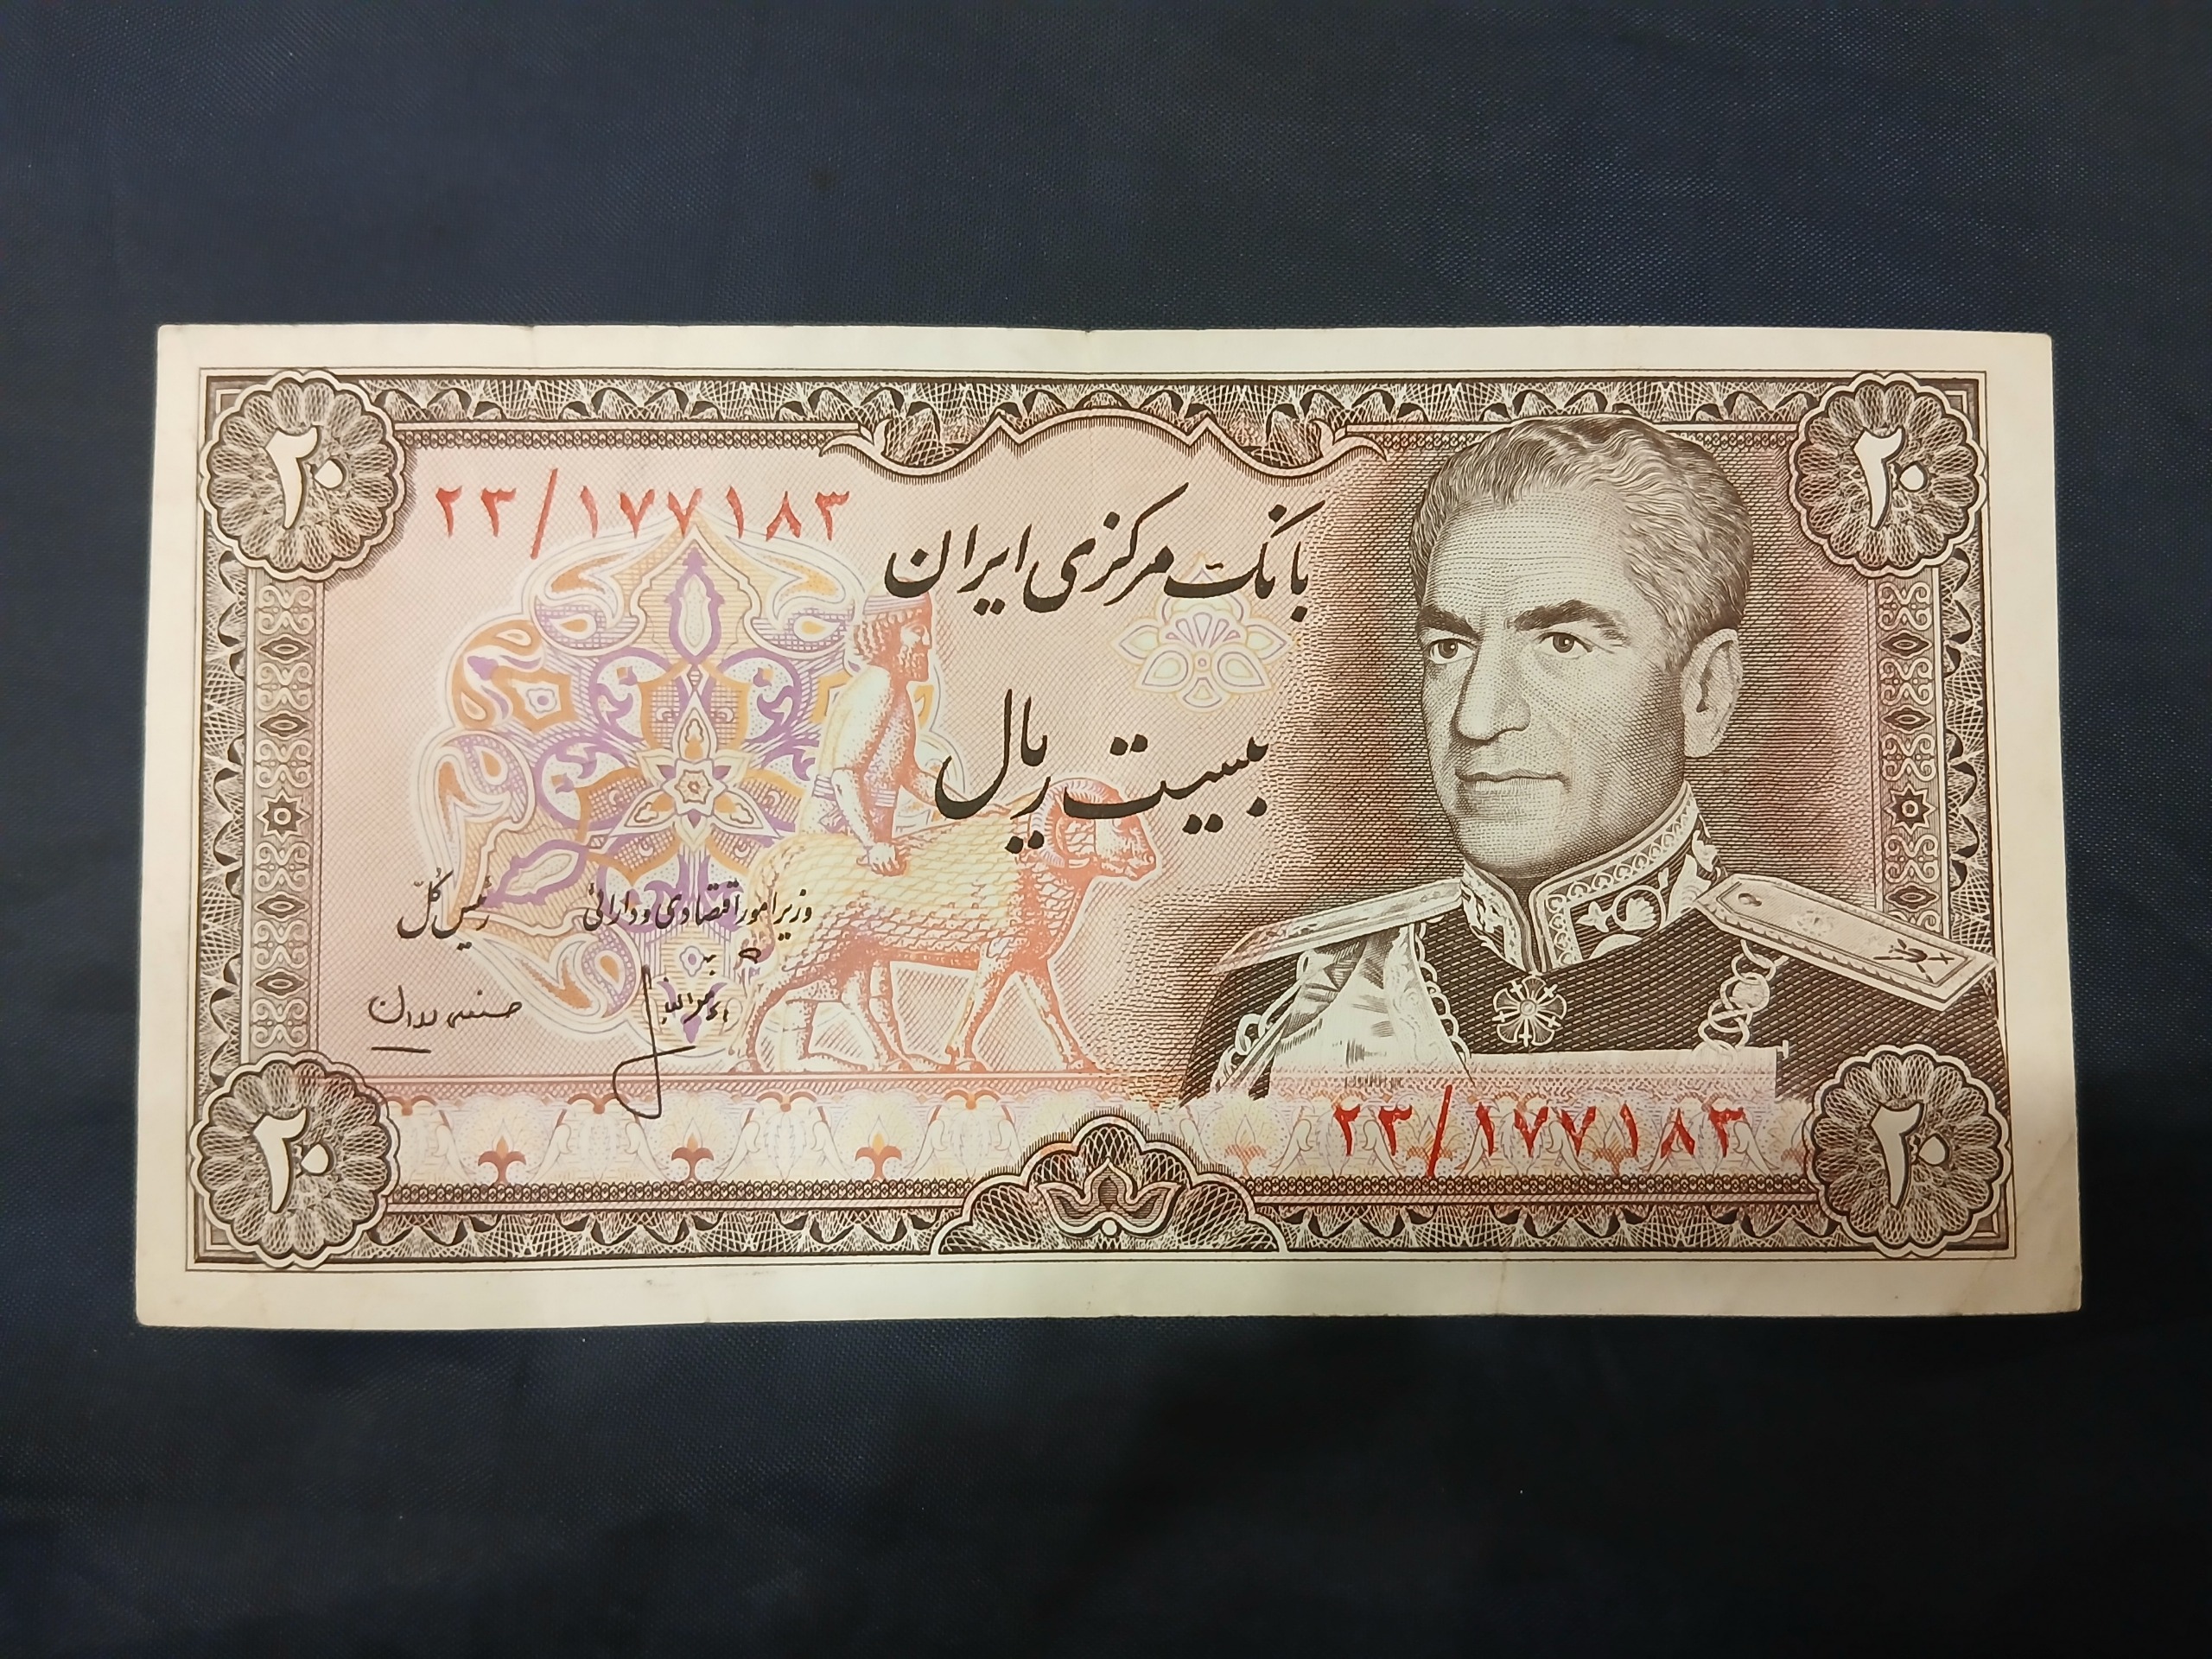 ۲۰
۲۰
۲۳/۱۷۷۱۸۳
بانک مرکزی ایران
بیست ریال
وزیر امور اقتصادی و دارائی
رئیس کل
۲۳/۱۷۷۱۸۳
۲۰
۲۰